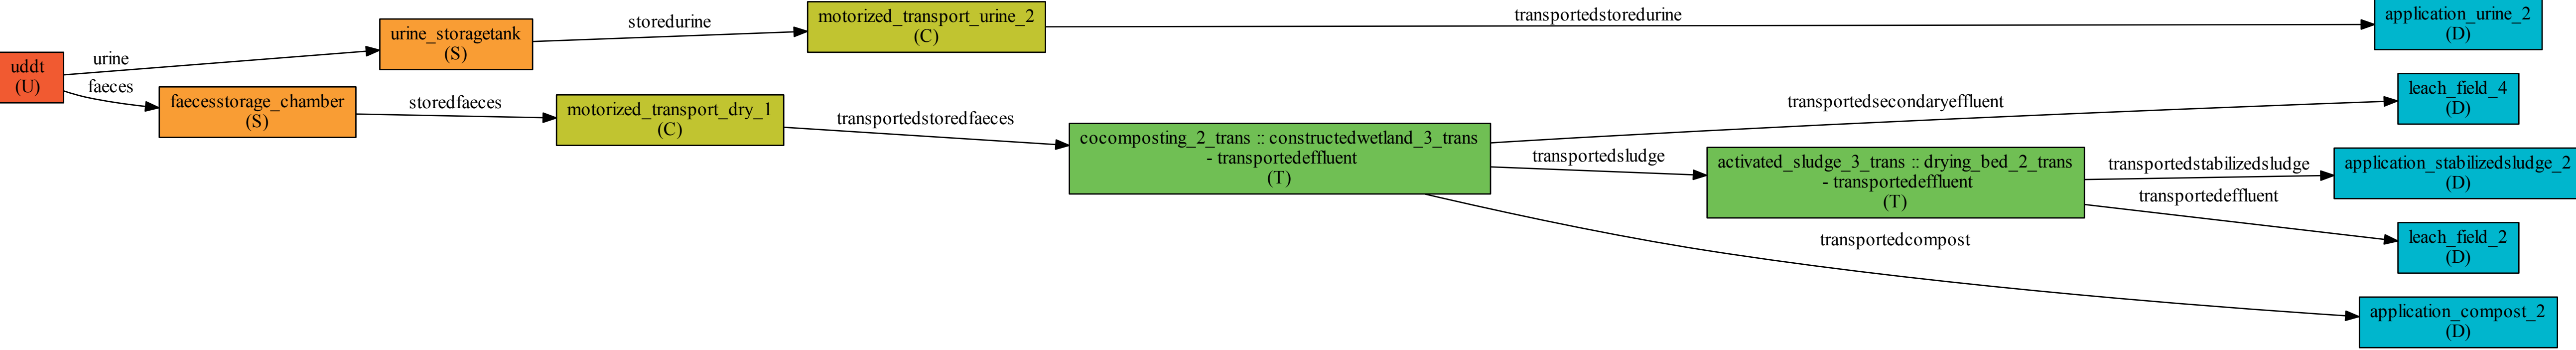 uddt
(U)
urine
faeces
urine_storagetank
(S)
faecesstorage_chamber
(S)
storedurine
storedfaeces
motorized_transport_urine_2
(C)
motorized_transport_dry_1
(C)
transportedstoredurine
transportedstoredfaeces
cocomposting_2_trans :: constructedwetland_3_trans
- transportedeffluent
(T)
transportedsecondaryeffluent
transportedsludge
transportedcompost
activated_sludge_3_trans :: drying_bed_2_trans
- transportedeffluent
(T)
transportedstabilizedsludge
transportedeffluent
application_urine_2
(D)
leach_field_4
(D)
application_stabilizedsludge_2
(D)
leach_field_2
(D)
application_compost_2
(D)